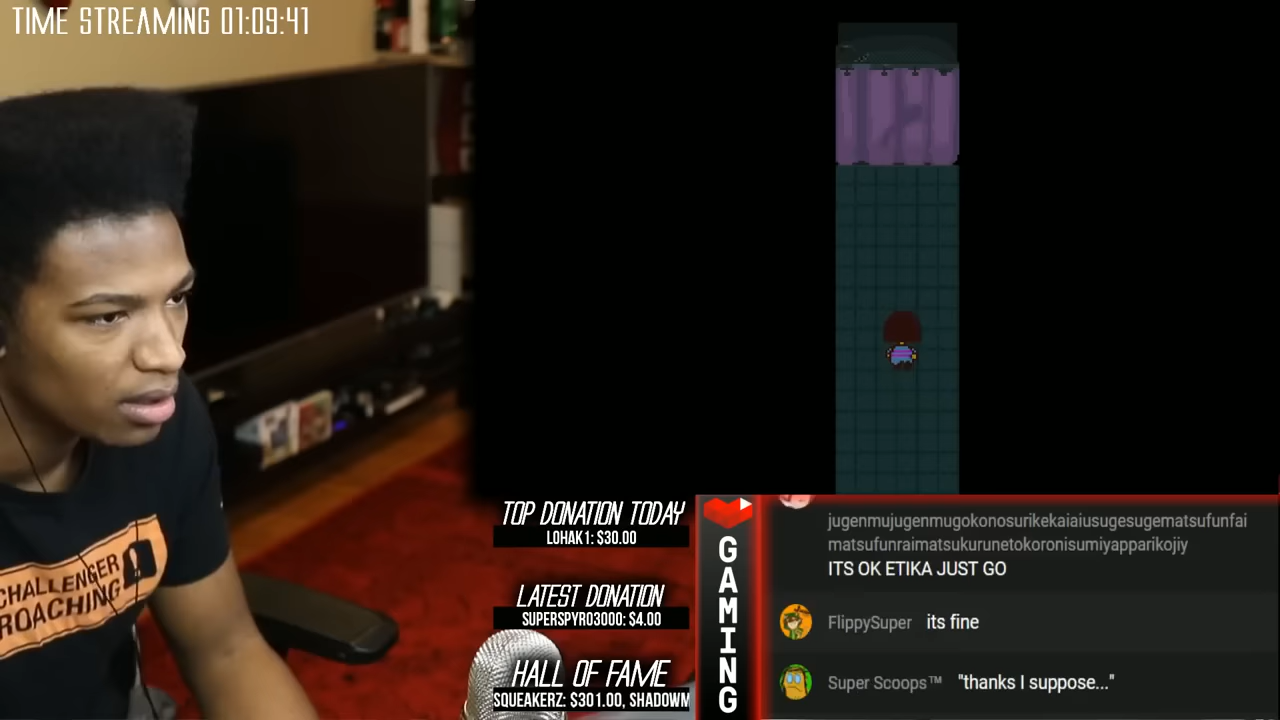 TIME STREAMING 01:09:41
CHALLENGER
ROACHING
TOP DONATION TODAY
LOHAK1: $30.00
LATEST DONATION
SUPERSPYRO3000: $4.00
HALL OF FAME
SQUEAKERZ: $301.00, SHADOWM
GAMING
jugenmujugenmugokonosurikekaiaiusugesugematsufunfai
matsufunraimatsukurunetokoronisumiyapparikojiy
ITS OK ETIKA JUST GO
FlippySuper its fine
Super Scoops™ "thanks I suppose..."